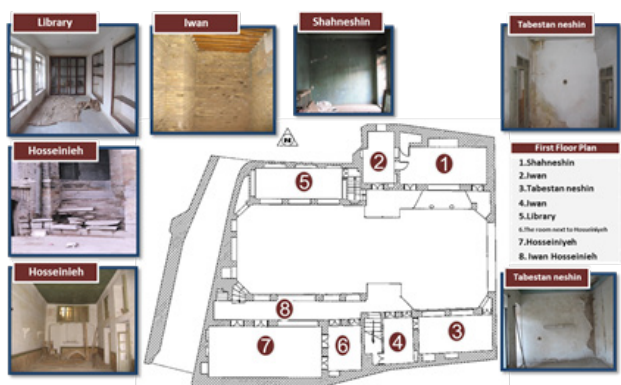 Library
Iwan
Shahneshin
Tabestan neshin
Hosseinieh
Hosseinieh
N
2
1
5
8
7
6
4
3
First Floor Plan
1.Shahneshin
2.Iwan
3.Tabestan neshin
4.Iwan
5.Library
6.The room next to Hosseiniyeh
7.Hosseiniyeh
8. Iwan Hosseinieh
Tabestan neshin